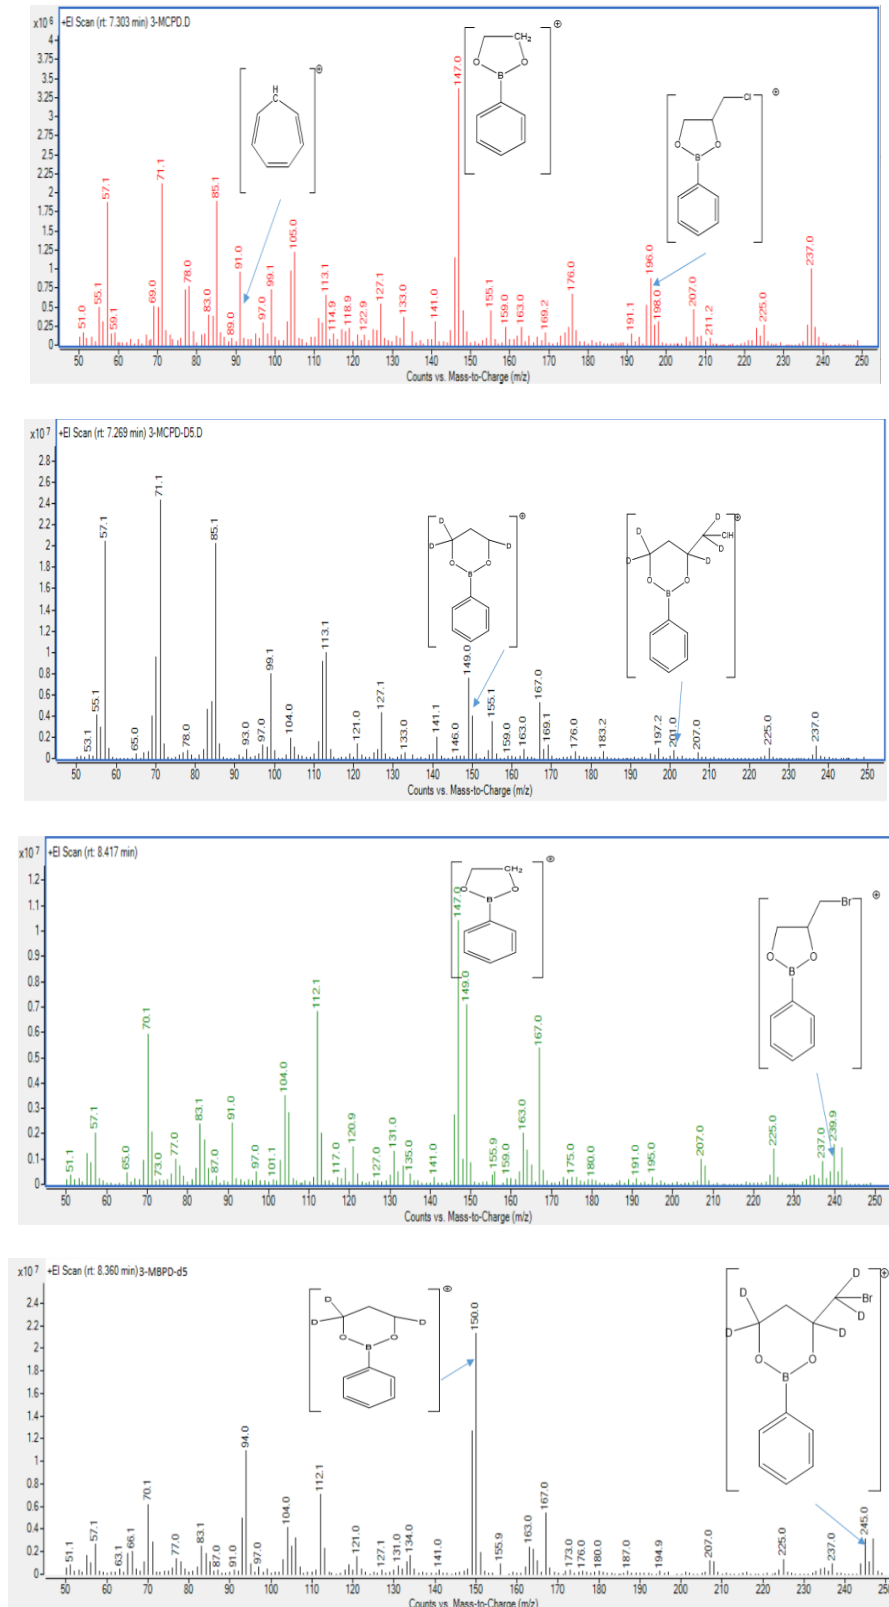 +EI Scan (rt: 7.303 min) 3-MCPD.D
x10 6
4
3.75
3.5
3.25
3
2.75
2.5
2.25
2
1.75
1.5
1.25
1
0.75
0.5
0.25
0
51.0 55.1 57.1 59.1 69.0 71.1 78.0 83.0 85.1 89.0 91.0 97.0 99.1 105.0 113.1 114.9 118.9 122.9 127.1 133.0 141.0 147.0 155.1 159.0 163.0 169.2 176.0 191.1 196.0 198.0 207.0 211.2 225.0 237.0
H
C
⊕
CH2
O O
B
⊕
Cl
O O
B
⊕
50 60 70 80 90 100 110 120 130 140 150 160 170 180 190 200 210 220 230 240 250
Counts vs. Mass-to-Charge (m/z)
+EI Scan (rt: 7.269 min) 3-MCPD-D5.D
x10 7
2.8
2.6
2.4
2.2
2
1.8
1.6
1.4
1.2
1
0.8
0.6
0.4
0.2
0
53.1 55.1 57.1 65.0 71.1 78.0 85.1 93.0 97.0 99.1 104.0 113.1 121.0 127.1 133.0 141.1 146.0 149.0 155.1 159.0 163.0 167.0 169.1 176.0 183.2 197.2 201.0 207.0 225.0 237.0
D
D D
O O
B
⊕
D
D ClH
D D D
O O
B
⊕
50 60 70 80 90 100 110 120 130 140 150 160 170 180 190 200 210 220 230 240 250
Counts vs. Mass-to-Charge (m/z)
+EI Scan (rt: 8.417 min)
x10 7
1.2
1.1
1
0.9
0.8
0.7
0.6
0.5
0.4
0.3
0.2
0.1
0
51.1 57.1 65.0 70.1 73.0 77.0 83.1 87.0 91.0 97.0 101.1 104.0 112.1 117.0 120.9 127.0 131.0 135.0 141.0 147.0 149.0 155.9 159.0 163.0 167.0 175.0 180.0 191.0 195.0 207.0 225.0 237.0 239.9
CH2
O O
B
⊕
Br
O O
B
⊕
50 60 70 80 90 100 110 120 130 140 150 160 170 180 190 200 210 220 230 240 250
Counts vs. Mass-to-Charge (m/z)
+EI Scan (rt: 8.360 min) 3-MBPD-d5
x10 7
2.4
2.2
2
1.8
1.6
1.4
1.2
1
0.8
0.6
0.4
0.2
0
51.1 57.1 63.1 66.1 70.1 77.0 83.1 87.0 91.0 94.0 97.0 104.0 112.1 121.0 127.1 131.0 134.0 141.0 150.0 155.9 163.0 167.0 173.0 176.0 180.0 187.0 194.9 207.0 225.0 237.0 245.0
D
D D
O O
B
⊕
D
D Br
D D D
O O
B
⊕
50 60 70 80 90 100 110 120 130 140 150 160 170 180 190 200 210 220 230 240 250
Counts vs. Mass-to-Charge (m/z)